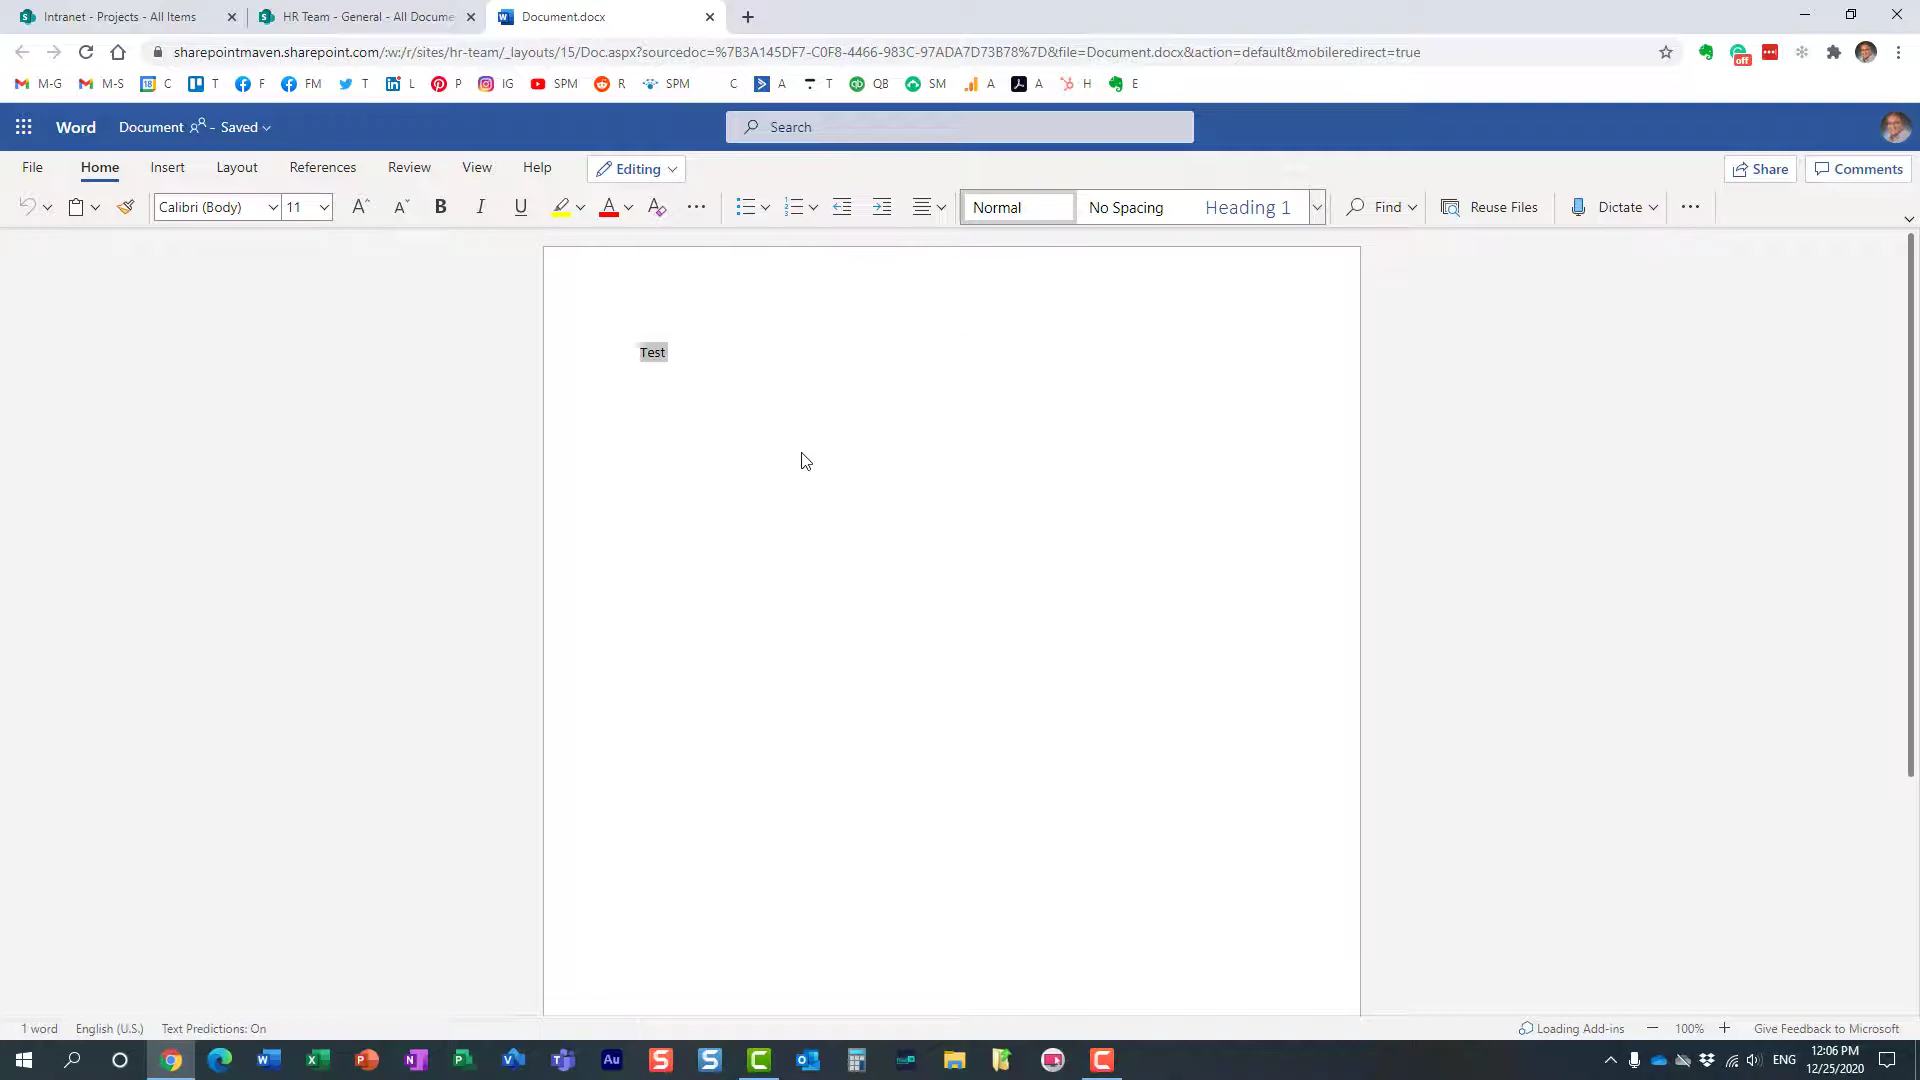 Intranet - Projects - All Items
HR Team - General - All Docume
Document.docx
sharepointmaven.sharepoint.com/:w:/r/sites/hr-team/_layouts/15/Doc.aspx?sourcedoc=%7B3A145DF7-C0F8-4466-983C-97ADA7D73B78%7D&file=Document.docx&action=default&mobileredirect=true
off
M-G M-S 18 C T F FM T L P IG SPM R SPM C A T QB SM A A H E
Word Document - Saved Search
File Home Insert Layout References Review View Help Editing Share Comments
Calibri (Body) 11 B I U Normal No Spacing Heading 1 Find Reuse Files Dictate
Test
1 word English (U.S.) Text Predictions: On Loading Add-ins 100% Give Feedback to Microsoft
ENG 12:06 PM
12/25/2020